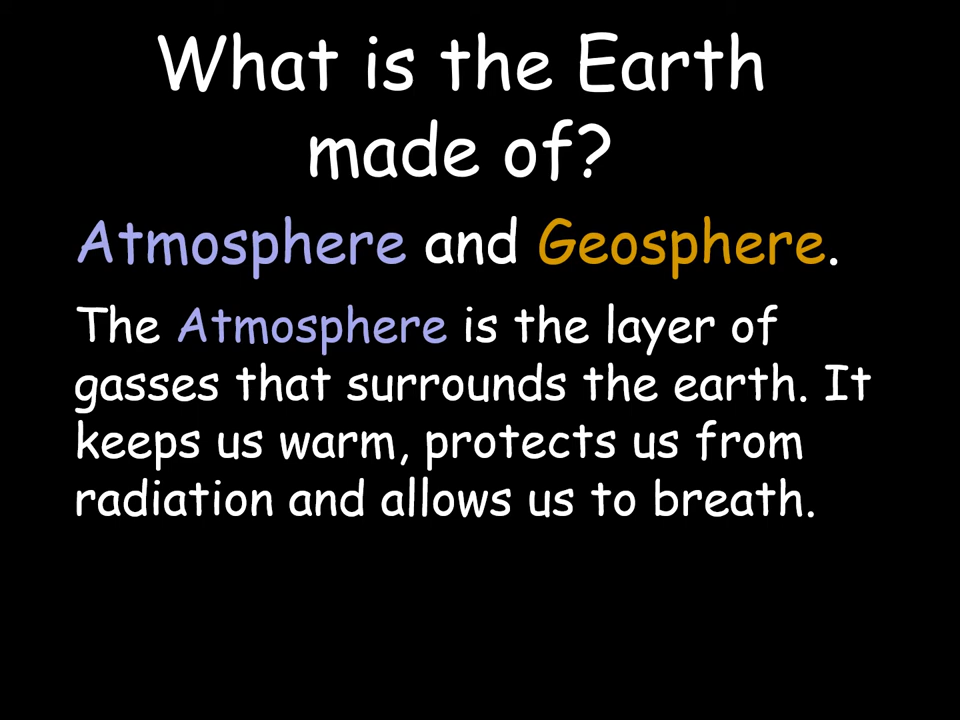 What is the Earth
made of?
Atmosphere and Geosphere.
The Atmosphere is the layer of
gasses that surrounds the earth. It
keeps us warm, protects us from
radiation and allows us to breath.